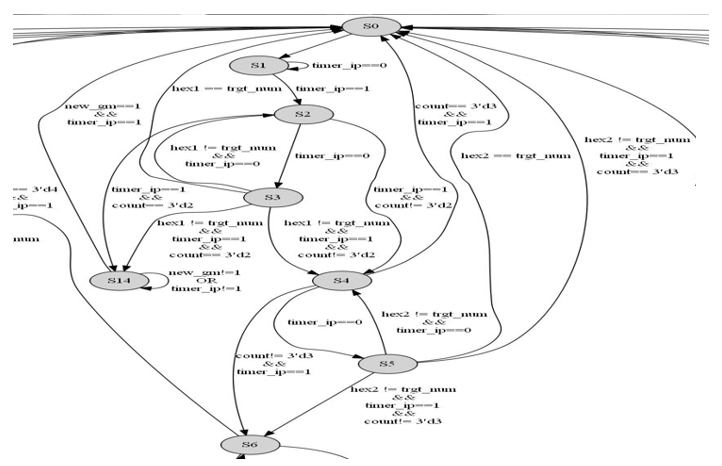 S0
S1
timer_ip==0
hex1 == trgt_num
timer_ip==1
new_gm==1
&&
timer_ip==1
S2
count== 3'd3
&&
timer_ip==1
hex1 != trgt_num
&&
timer_ip==0
timer_ip==0
hex2 == trgt_num
hex2 != trgt_num
&&
timer_ip==1
&&
count== 3'd3
== 3'd4
&
p==1
num
timer_ip==1
&&
count== 3'd2
S3
timer_ip==1
&&
count!= 3'd2
hex1 != trgt_num
&&
timer_ip==1
&&
count== 3'd2
hex1 != trgt_num
&&
timer_ip==1
&&
count!= 3'd2
S14
new_gm!=1
OR
timer_ip!=1
S4
timer_ip==0
hex2 != trgt_num
&&
timer_ip==0
count!= 3'd3
&&
timer_ip==1
S5
hex2 != trgt_num
&&
timer_ip==1
&&
count!= 3'd3
S6